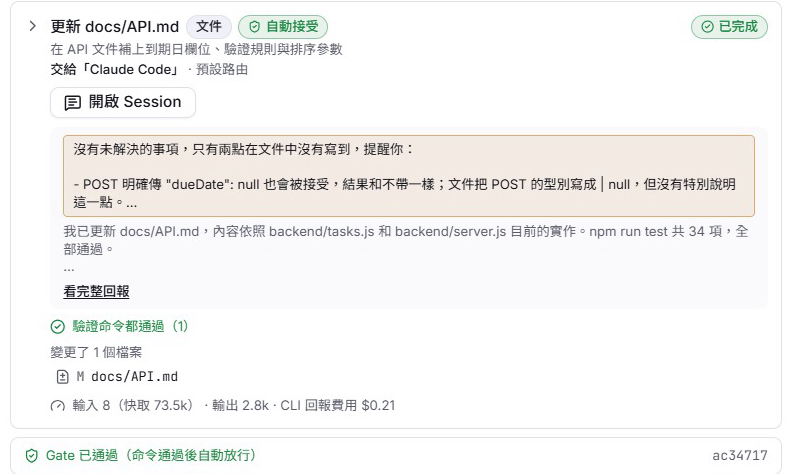 更新 docs/API.md 文件 自動接受 已完成
在 API 文件補上到期日欄位、驗證規則與排序參數
交給「Claude Code」 · 預設路由
開啟 Session
沒有未解決的事項，只有兩點在文件中沒有寫到，提醒你：
- POST 明確傳 "dueDate": null 也會被接受，結果和不帶一樣；文件把 POST 的型別寫成 | null，但沒有特別說明
這一點。...
我已更新 docs/API.md，內容依照 backend/tasks.js 和 backend/server.js 目前的實作。npm run test 共 34 項，全
部通過。
...
看完整回報
驗證命令都通過（1）
變更了 1 個檔案
M docs/API.md
輸入 8（快取 73.5k） · 輸出 2.8k · CLI 回報費用 $0.21
Gate 已通過（命令通過後自動放行） ac34717